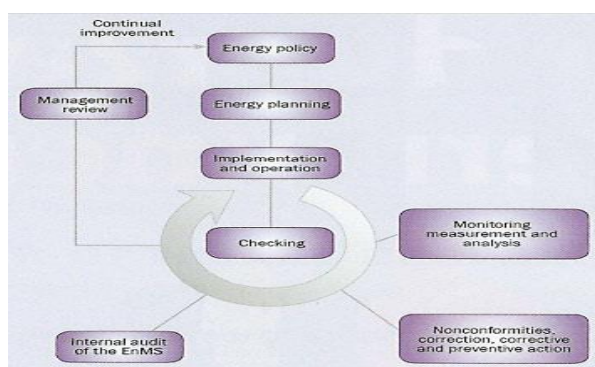 Continual
improvement
Energy policy
Management
review
Energy planning
Implementation
and operation
Checking
Monitoring
measurement and
analysis
Internal audit
of the EnMS
Nonconformities,
correction, corrective
and preventive action